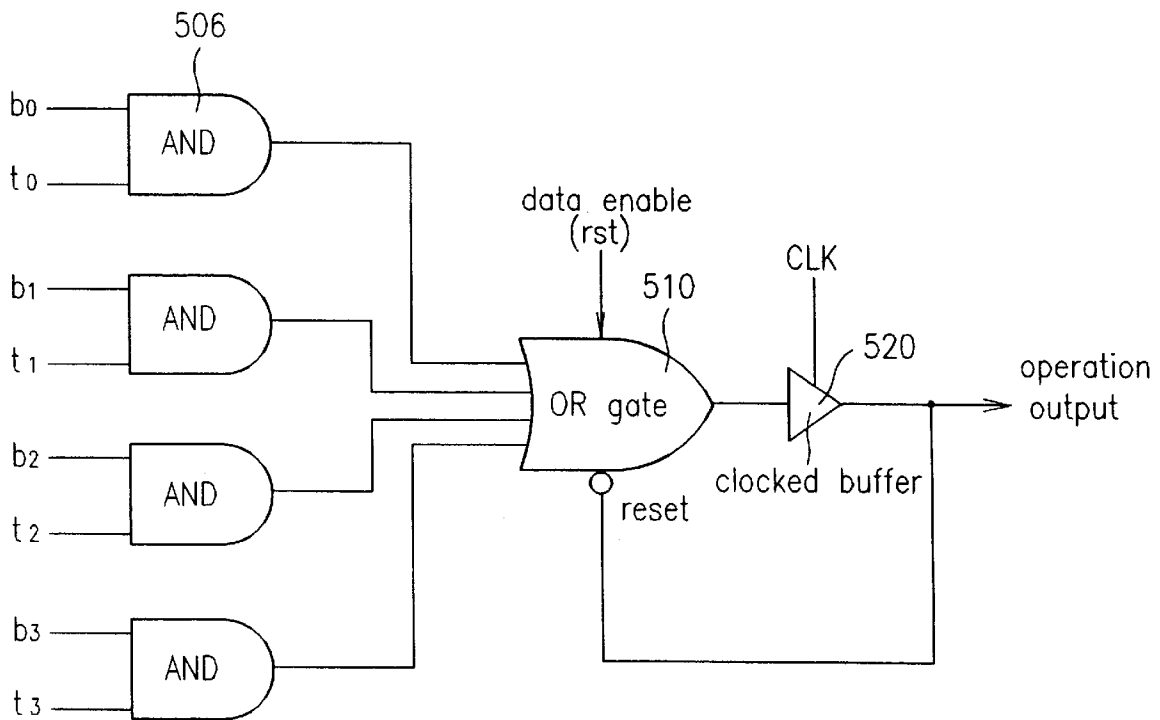 506
b0
AND
t0
data enable
(rst)
CLK
b1
AND
t1
510
520
OR gate
operation
output
b2
AND
t2
clocked buffer
reset
b3
AND
t3